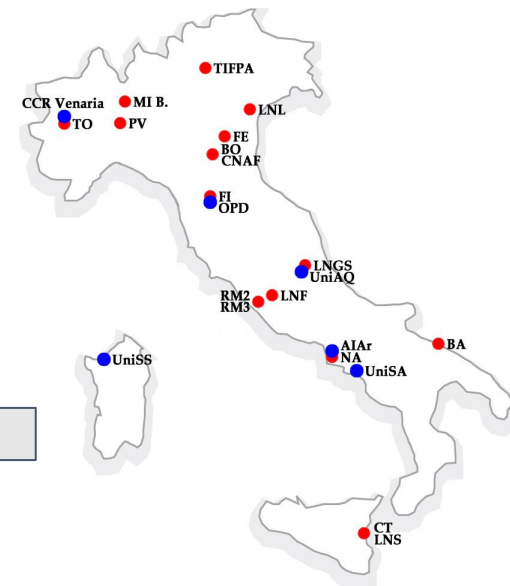 TIFPA
CCR Venaria
MI B.
LNL
TO
PV
FE
BO
CNAF
FI
OPD
LNGS
UniAQ
RM2
LNF
RM3
AIAr
BA
NA
UniSS
UniSA
CT
LNS